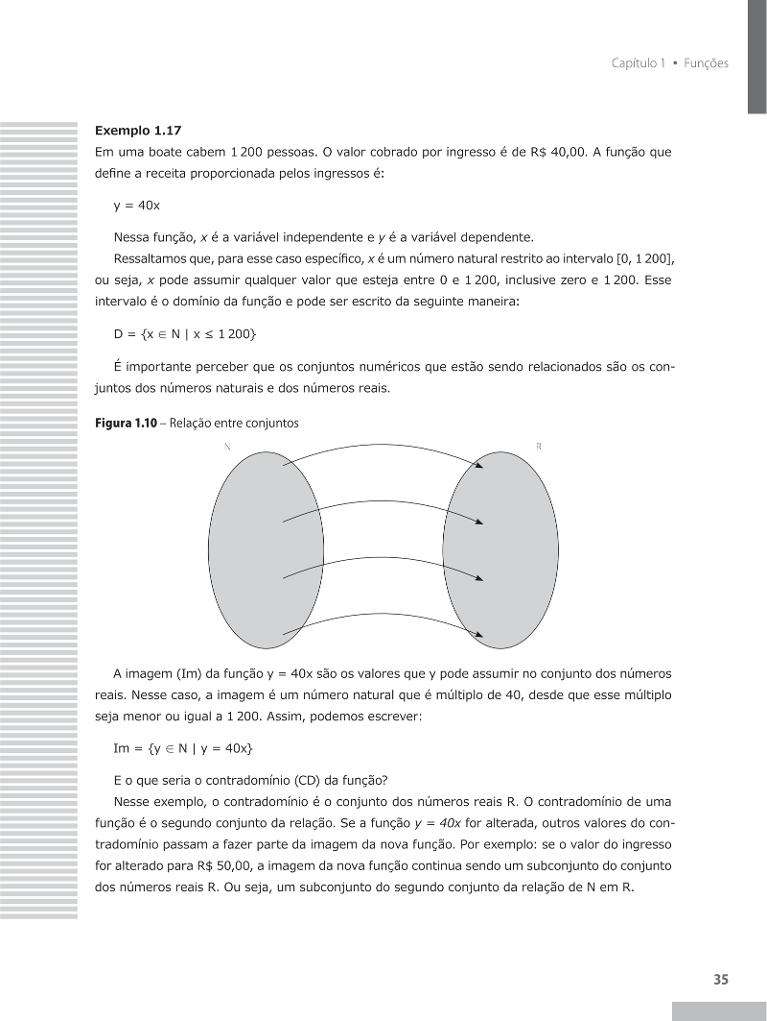 Capítulo 1 • Funções
Exemplo 1.17
Em uma boate cabem 1 200 pessoas. O valor cobrado por ingresso é de R$ 40,00. A função que
define a receita proporcionada pelos ingressos é:
y = 40x
Nessa função, x é a variável independente e y é a variável dependente.
Ressaltamos que, para esse caso específico, x é um número natural restrito ao intervalo [0, 1 200],
ou seja, x pode assumir qualquer valor que esteja entre 0 e 1 200, inclusive zero e 1 200. Esse
intervalo é o domínio da função e pode ser escrito da seguinte maneira:
D = {x ∈ N | x ≤ 1 200}
É importante perceber que os conjuntos numéricos que estão sendo relacionados são os con-
juntos dos números naturais e dos números reais.
Figura 1.10 – Relação entre conjuntos
N R
A imagem (Im) da função y = 40x são os valores que y pode assumir no conjunto dos números
reais. Nesse caso, a imagem é um número natural que é múltiplo de 40, desde que esse múltiplo
seja menor ou igual a 1 200. Assim, podemos escrever:
Im = {y ∈ N | y = 40x}
E o que seria o contradomínio (CD) da função?
Nesse exemplo, o contradomínio é o conjunto dos números reais R. O contradomínio de uma
função é o segundo conjunto da relação. Se a função y = 40x for alterada, outros valores do con-
tradomínio passam a fazer parte da imagem da nova função. Por exemplo: se o valor do ingresso
for alterado para R$ 50,00, a imagem da nova função continua sendo um subconjunto do conjunto
dos números reais R. Ou seja, um subconjunto do segundo conjunto da relação de N em R.
35